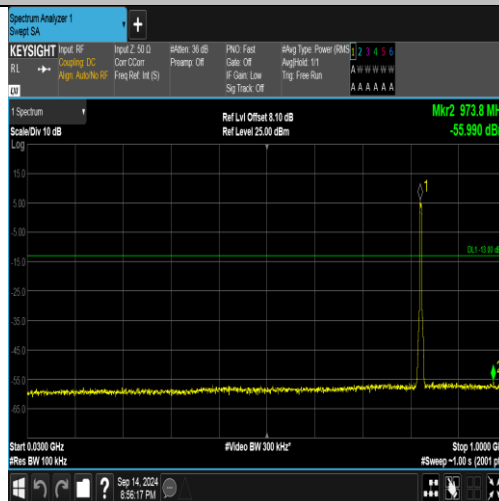 Spectrum Analyzer 1
Swept SA
+
KEYSIGHT
RL
Input: RF
Coupling: DC
Align: Auto/No RF
Input Z: 50 Ω
Corr CCorr
Freq Ref: Int (S)
#Atten: 36 dB
Preamp: Off
PNO: Fast
Gate: Off
IF Gain: Low
Sig Track: Off
#Avg Type: Power (RMS
Avg|Hold: 1/1
Trig: Free Run
1 2 3 4 5 6
A W W W W W
A A A A A A
1 Spectrum
Scale/Div 10 dB
Ref Lvl Offset 8.10 dB
Ref Level 25.00 dBm
Mkr2 973.8 MH
-55.990 dB
Log
15.0
5.00
-5.00
-15.0
-25.0
-35.0
-45.0
-55.0
-65.0
1
DL1 -13.00 dB
2
Start 0.0300 GHz
#Res BW 100 kHz
#Video BW 300 kHz*
Stop 1.0000 G
#Sweep ~1.00 s (2001 pt
?
Sep 14, 2024
8:56:17 PM